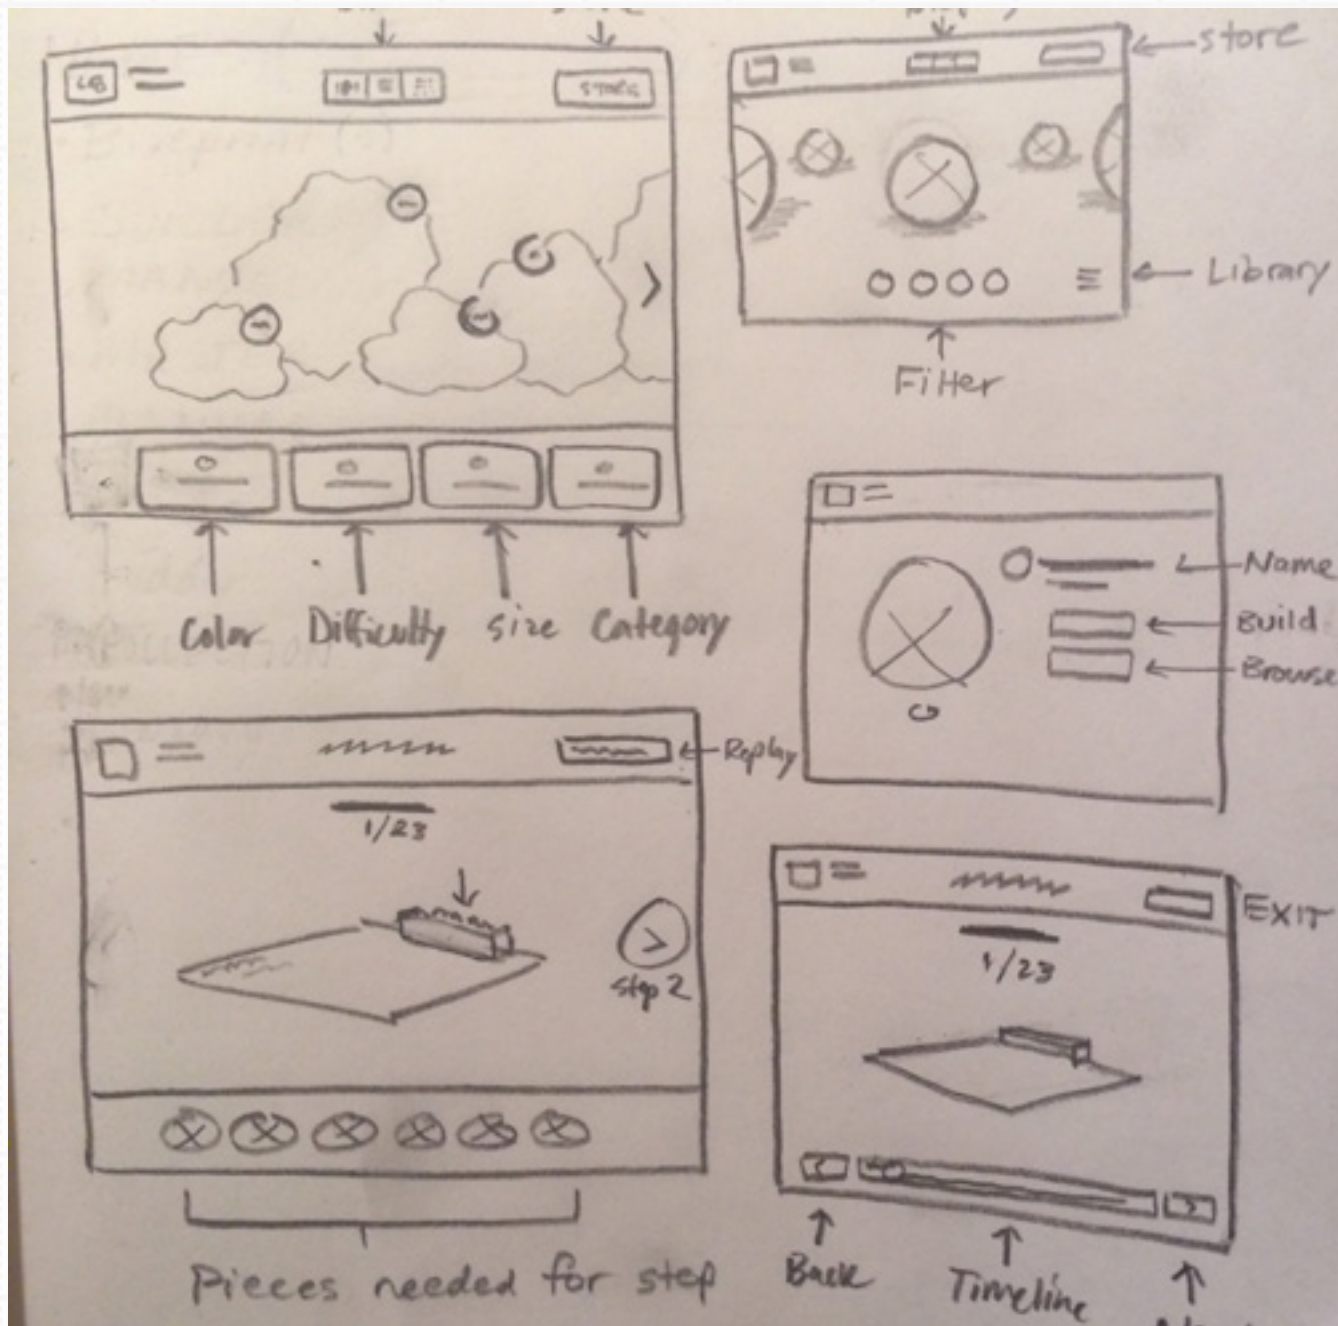 STORE
Color Difficulty size Category
store
Library
Filter
Name
Build
Browse
Replay
1/23
step 2
Pieces needed for step
EXIT
1/23
Back Timeline